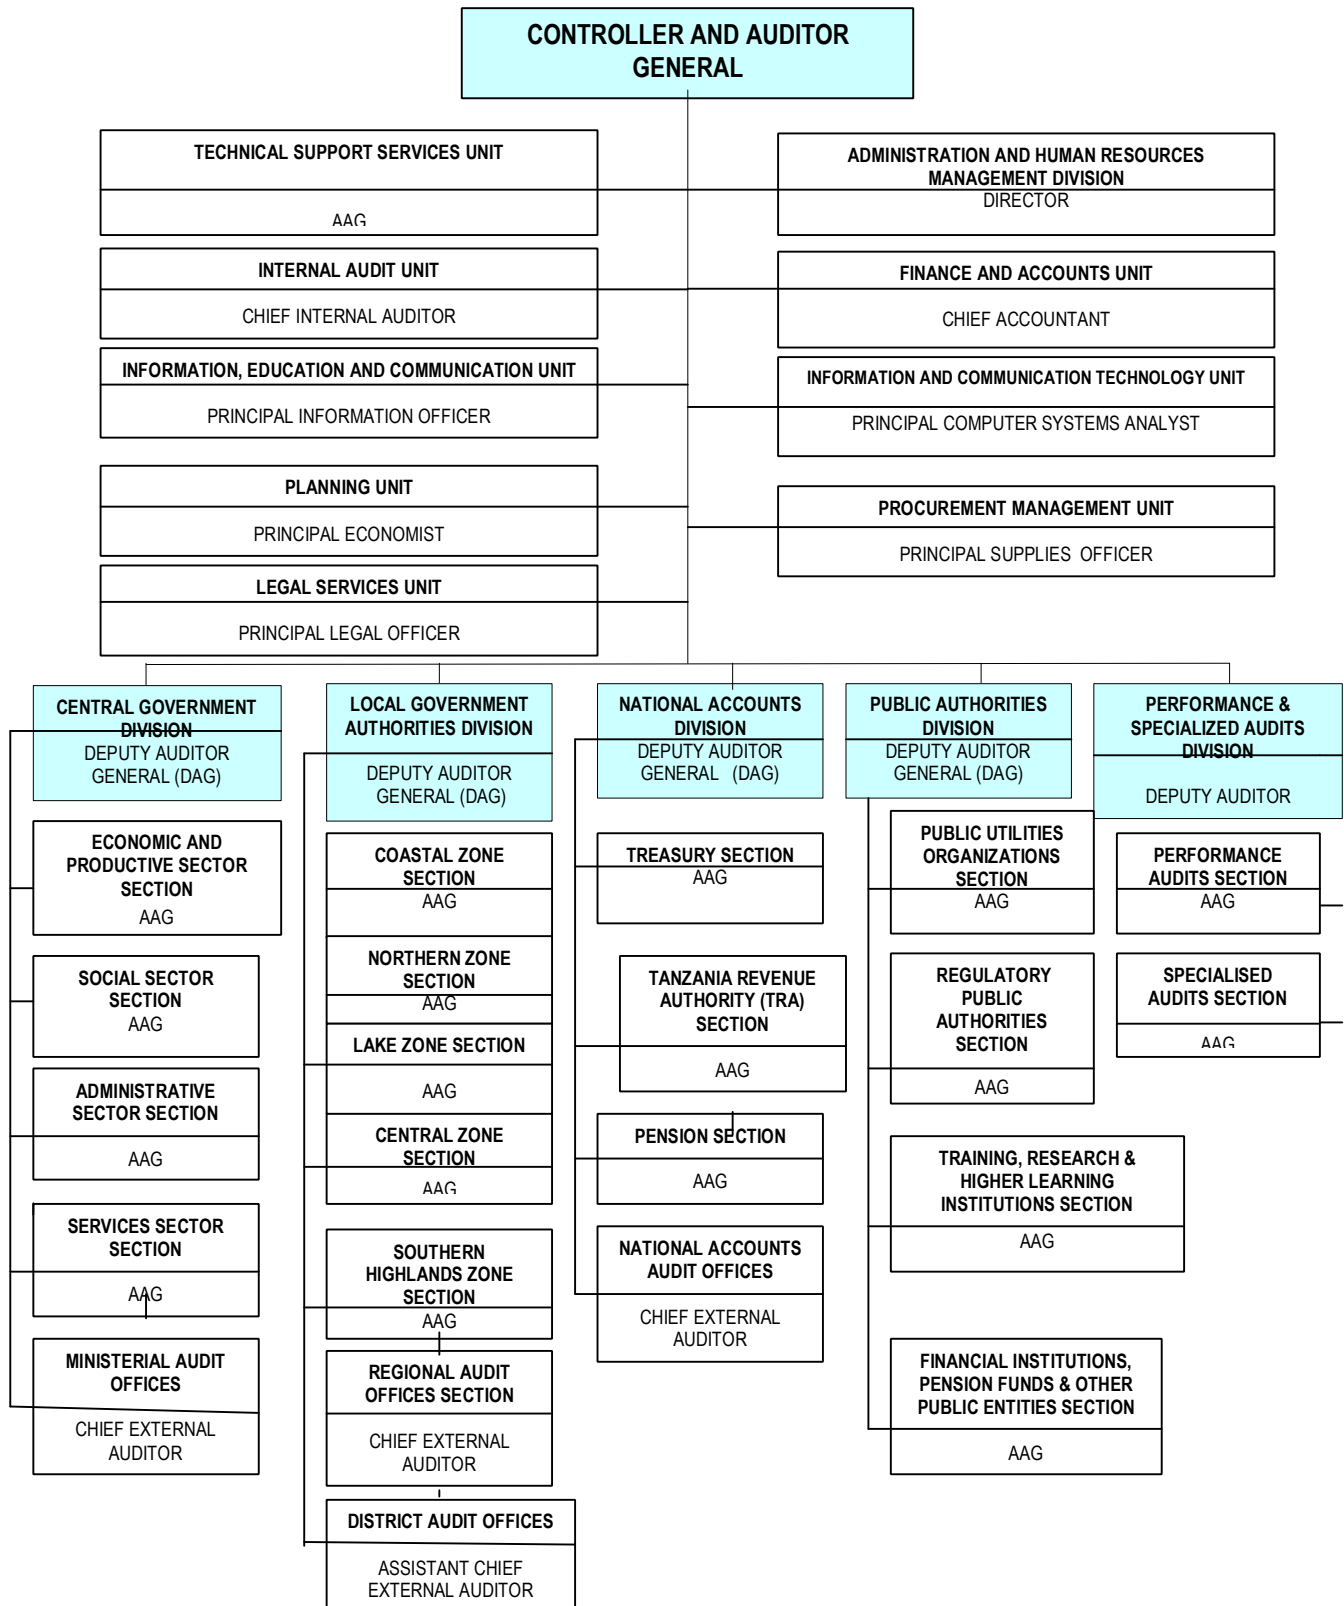 CONTROLLER AND AUDITOR
GENERAL
TECHNICAL SUPPORT SERVICES UNIT
AAG
ADMINISTRATION AND HUMAN RESOURCES
MANAGEMENT DIVISION
DIRECTOR
INTERNAL AUDIT UNIT
CHIEF INTERNAL AUDITOR
FINANCE AND ACCOUNTS UNIT
CHIEF ACCOUNTANT
INFORMATION, EDUCATION AND COMMUNICATION UNIT
PRINCIPAL INFORMATION OFFICER
INFORMATION AND COMMUNICATION TECHNOLOGY UNIT
PRINCIPAL COMPUTER SYSTEMS ANALYST
PLANNING UNIT
PRINCIPAL ECONOMIST
PROCUREMENT MANAGEMENT UNIT
PRINCIPAL SUPPLIES OFFICER
LEGAL SERVICES UNIT
PRINCIPAL LEGAL OFFICER
CENTRAL GOVERNMENT
DIVISION
DEPUTY AUDITOR
GENERAL (DAG)
ECONOMIC AND
PRODUCTIVE SECTOR
SECTION
AAG
SOCIAL SECTOR
SECTION
AAG
ADMINISTRATIVE
SECTOR SECTION
AAG
SERVICES SECTOR
SECTION
AAG
MINISTERIAL AUDIT
OFFICES
CHIEF EXTERNAL
AUDITOR
LOCAL GOVERNMENT
AUTHORITIES DIVISION
DEPUTY AUDITOR
GENERAL (DAG)
COASTAL ZONE
SECTION
AAG
NORTHERN ZONE
SECTION
AAG
LAKE ZONE SECTION
AAG
CENTRAL ZONE
SECTION
AAG
SOUTHERN
HIGHLANDS ZONE
SECTION
AAG
REGIONAL AUDIT
OFFICES SECTION
CHIEF EXTERNAL
AUDITOR
DISTRICT AUDIT OFFICES
ASSISTANT CHIEF
EXTERNAL AUDITOR
NATIONAL ACCOUNTS
DIVISION
DEPUTY AUDITOR
GENERAL (DAG)
TREASURY SECTION
AAG
TANZANIA REVENUE
AUTHORITY (TRA)
SECTION
AAG
PENSION SECTION
AAG
NATIONAL ACCOUNTS
AUDIT OFFICES
CHIEF EXTERNAL
AUDITOR
PUBLIC AUTHORITIES
DIVISION
DEPUTY AUDITOR
GENERAL (DAG)
PUBLIC UTILITIES
ORGANIZATIONS
SECTION
AAG
REGULATORY
PUBLIC
AUTHORITIES
SECTION
AAG
TRAINING, RESEARCH &
HIGHER LEARNING
INSTITUTIONS SECTION
AAG
FINANCIAL INSTITUTIONS,
PENSION FUNDS & OTHER
PUBLIC ENTITIES SECTION
AAG
PERFORMANCE &
SPECIALIZED AUDITS
DIVISION
DEPUTY AUDITOR
PERFORMANCE
AUDITS SECTION
AAG
SPECIALISED
AUDITS SECTION
AAG